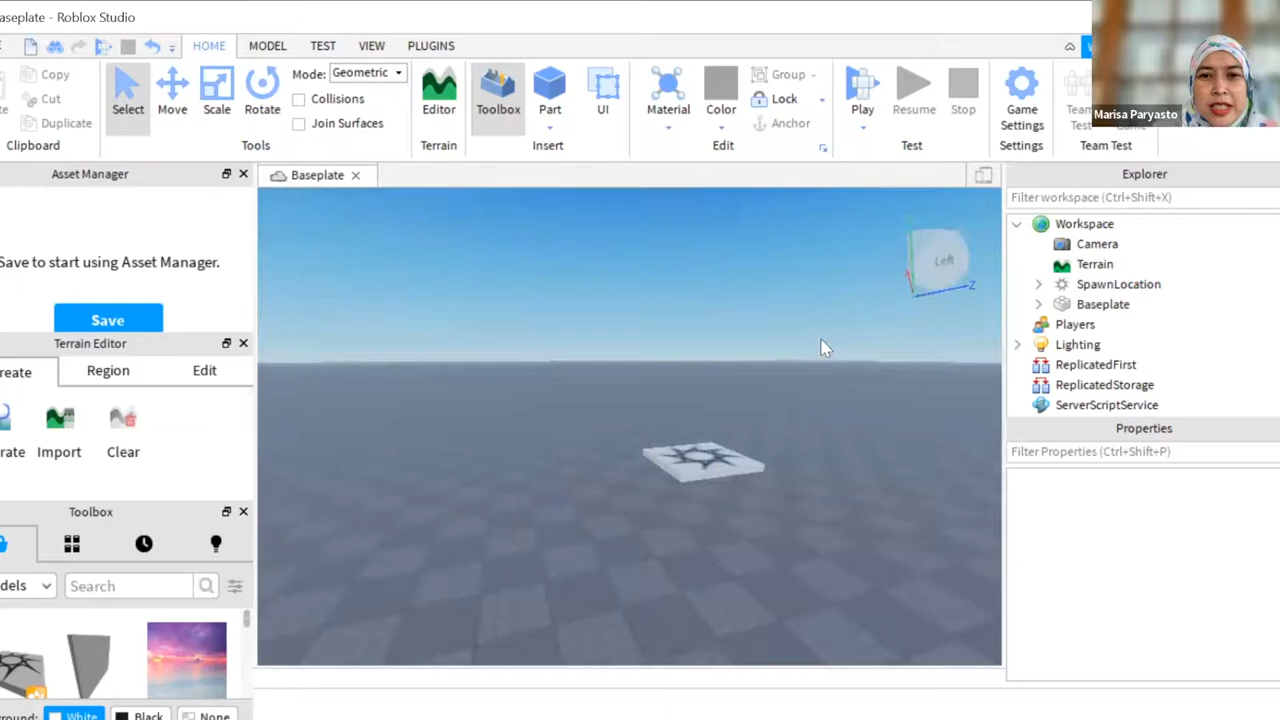 aseplate - Roblox Studio
HOME MODEL TEST VIEW PLUGINS
Copy
Cut
Duplicate
Clipboard
Select Move Scale Rotate
Mode: Geometric
Collisions
Join Surfaces
Tools
Editor
Terrain
Toolbox Part UI
Insert
Material Color
Group
Lock
Anchor
Edit
Play Resume Stop
Test
Game
Settings
Settings
Team Test
Marisa Paryasto
Asset Manager
Save to start using Asset Manager.
Save
Terrain Editor
reate Region Edit
rate Import Clear
Toolbox
dels Search
round: White Black None
Baseplate
Left
Z
Explorer
Filter workspace (Ctrl+Shift+X)
Workspace
Camera
Terrain
SpawnLocation
Baseplate
Players
Lighting
ReplicatedFirst
ReplicatedStorage
ServerScriptService
Properties
Filter Properties (Ctrl+Shift+P)